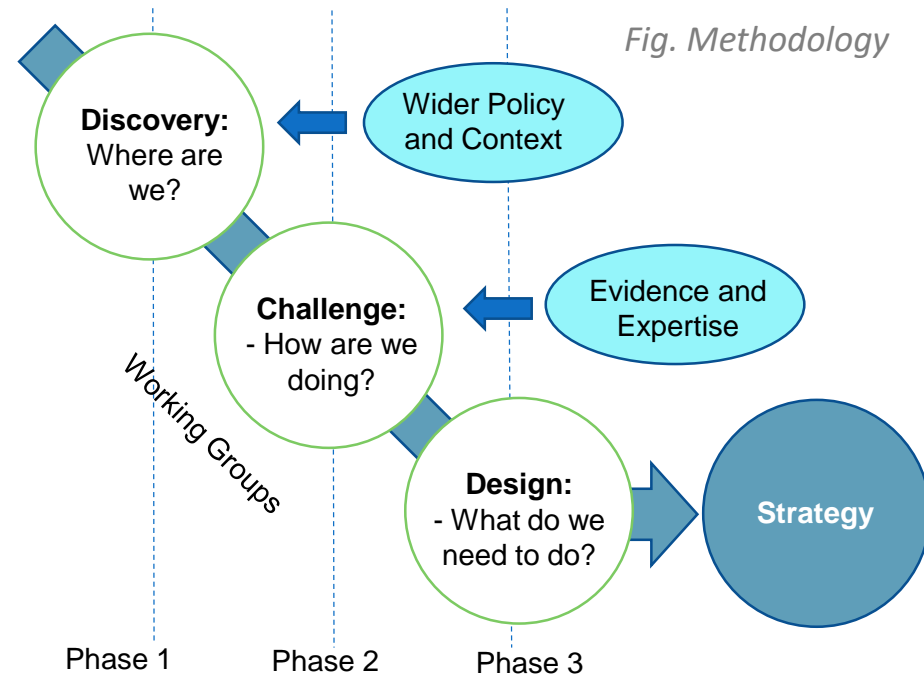 Fig. Methodology
Discovery:
Where are
we?
Wider Policy
and Context
Challenge:
- How are we
doing?
Evidence and
Expertise
Working Groups
Design:
- What do we
need to do?
Strategy
Phase 1
Phase 2
Phase 3